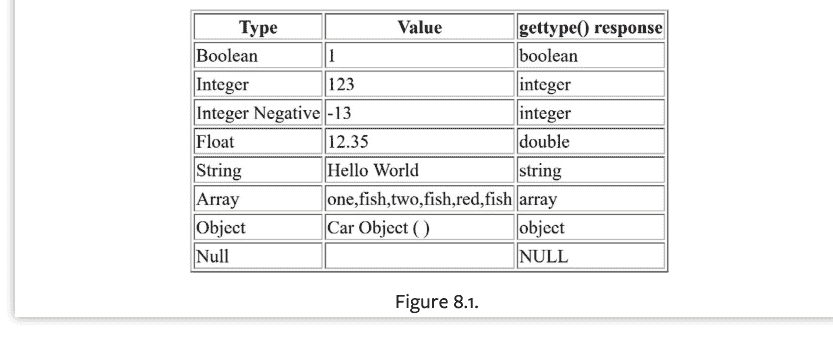 Type Value gettype() response
Boolean 1 boolean
Integer 123 integer
Integer Negative -13 integer
Float 12.35 double
String Hello World string
Array one,fish,two,fish,red,fish array
Object Car Object ( ) object
Null NULL
Figure 8.1.